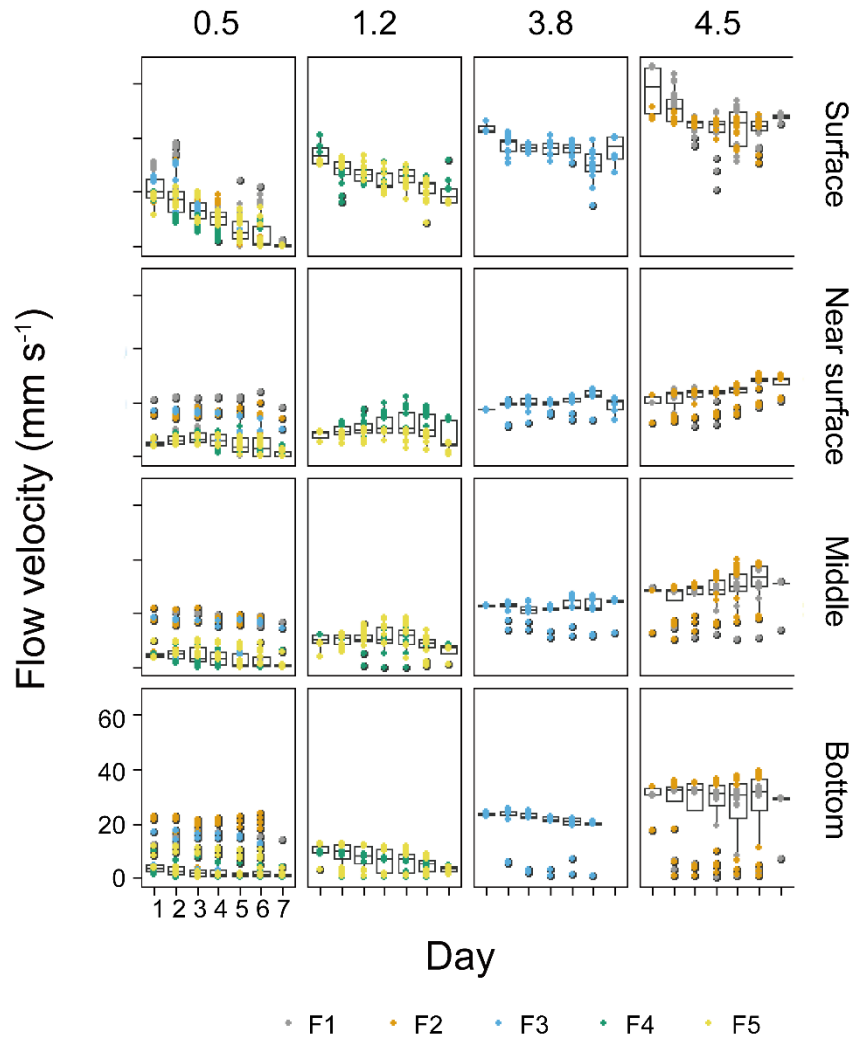 0.5 1.2 3.8 4.5
Surface
Near surface
Middle
Bottom
Flow velocity (mm s⁻¹)
60
40
20
0
1 2 3 4 5 6 7
Day
F1 F2 F3 F4 F5